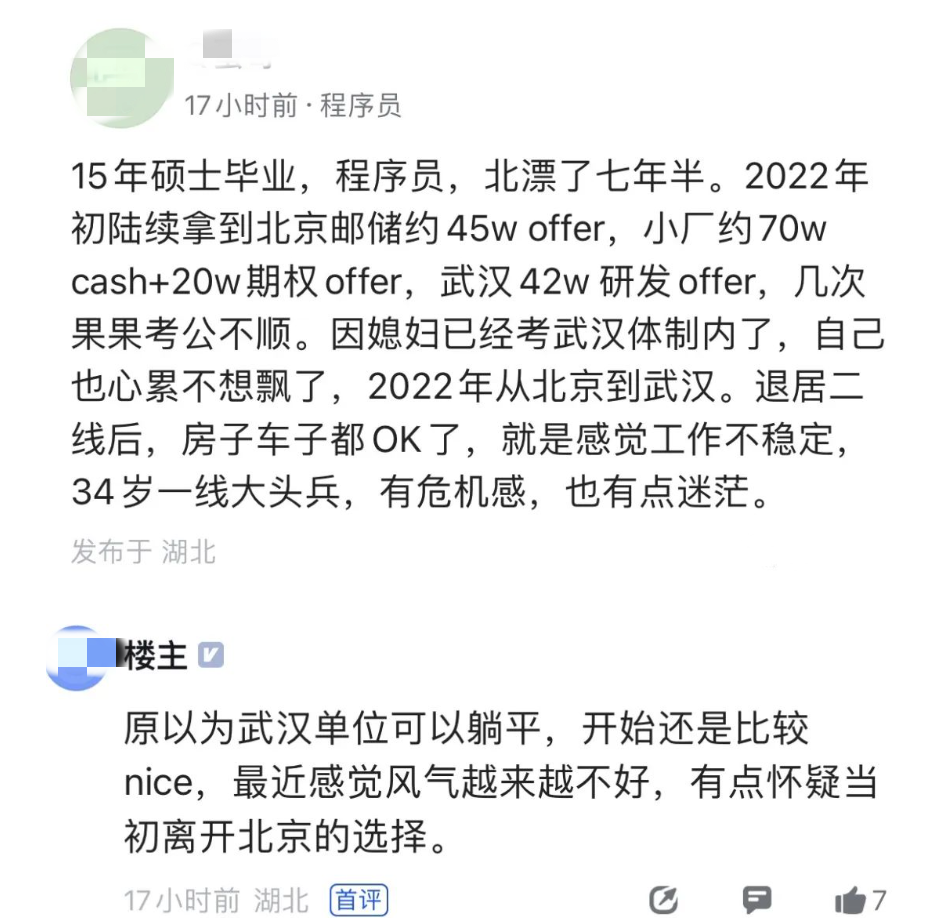 17小时前 · 程序员
15年硕士毕业，程序员，北漂了七年半。2022年
初陆续拿到北京邮储约45w offer，小厂约70w
cash+20w期权offer，武汉42w 研发offer，几次
果果考公不顺。因媳妇已经考武汉体制内了，自己
也心累不想飘了，2022年从北京到武汉。退居二
线后，房子车子都OK了，就是感觉工作不稳定，
34岁一线大头兵，有危机感，也有点迷茫。
发布于 湖北
楼主
原以为武汉单位可以躺平，开始还是比较
nice，最近感觉风气越来越不好，有点怀疑当
初离开北京的选择。
17小时前 湖北 首评 7